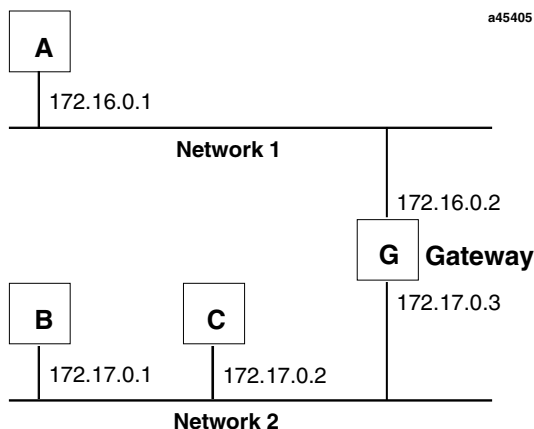 a45405
A
172.16.0.1
Network 1
172.16.0.2
G Gateway
172.17.0.3
B
C
172.17.0.1
172.17.0.2
Network 2